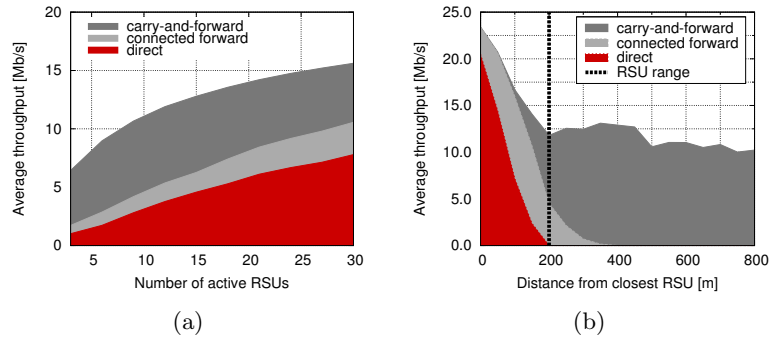 20
15
10
5
0
Average throughput [Mb/s]
carry-and-forward
connected forward
direct
5 10 15 20 25 30
Number of active RSUs
(a)
25.0
20.0
15.0
10.0
5.0
0.0
Average throughput [Mb/s]
carry-and-forward
connected forward
direct
RSU range
0 200 400 600 800
Distance from closest RSU [m]
(b)